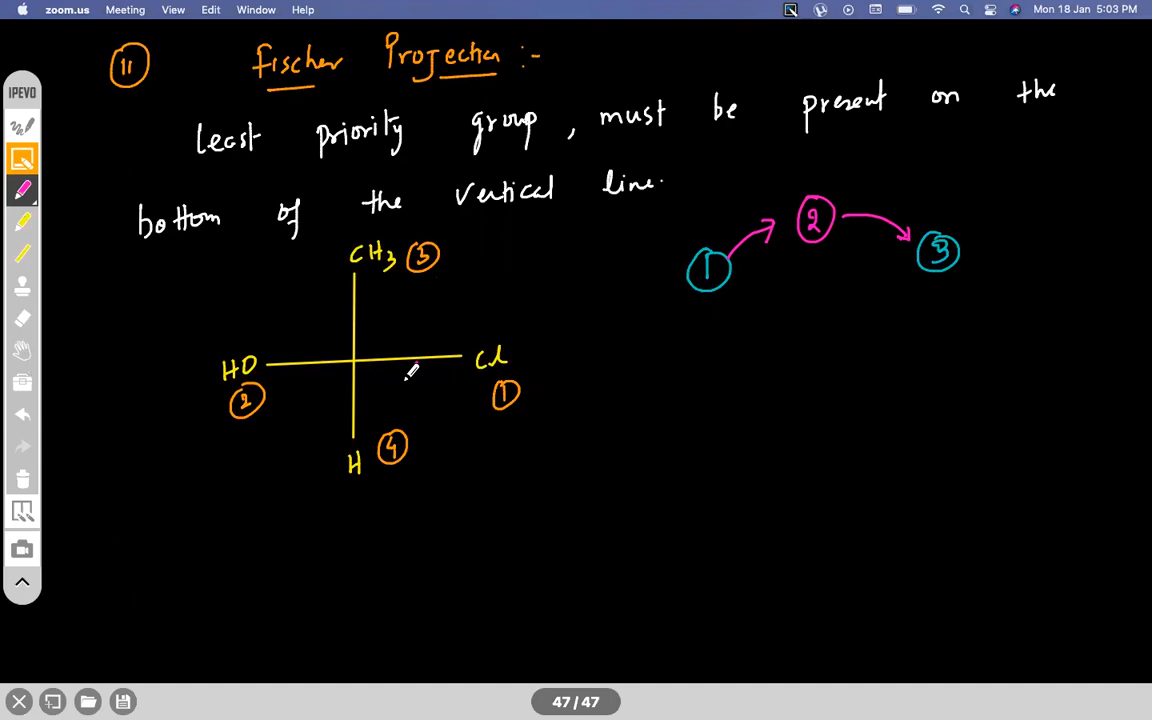 zoom.us Meeting View Edit Window Help Mon 18 Jan 5:03 PM
IPEVO
11 Fischer Projection :-
least priority group, must be present on the
bottom of the vertical line.
1 2 3
CH3 3
HO Cl
2 1
H 4
47/47